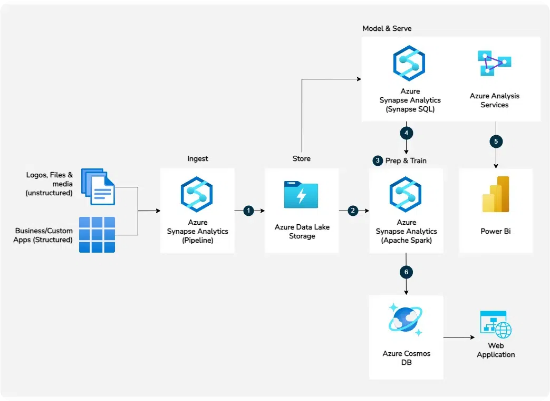 Model & Serve
Azure
Synapse Analytics
(Synapse SQL)
Azure Analysis
Services
4
5
Ingest
Store
3 Prep & Train
Logos, Files &
media
(unstructured)
Business/Custom
Apps (Structured)
Azure
Synapse Analytics
(Pipeline)
1
Azure Data Lake
Storage
2
Azure
Synapse Analytics
(Apache Spark)
Power Bi
6
Azure Cosmos
DB
Web
Application